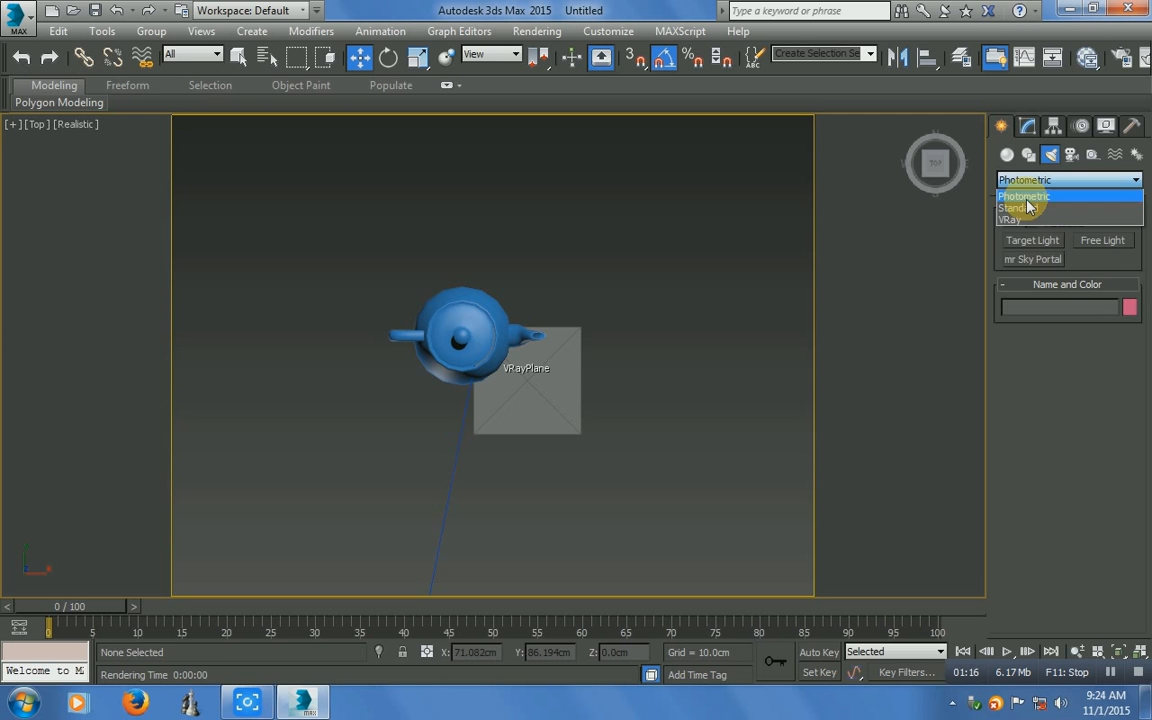 Workspace: Default
Autodesk 3ds Max 2015 Untitled
Type a keyword or phrase
MAX
Edit Tools Group Views Create Modifiers Animation Graph Editors Rendering Customize MAXScript Help
All
View
3
Create Selection Se
Modeling Freeform Selection Object Paint Populate
Polygon Modeling
[+] [Top] [Realistic]
TOP
Photometric
Photometric
Standard
VRay
Target Light Free Light
mr Sky Portal
- Name and Color
VRayPlane
< 0 / 100 >
0 5 10 15 20 25 30 35 40 45 50 55 60 65 70 75 80 85 90 95 100
None Selected
X: 71.082cm Y: 86.194cm Z: 0.0cm Grid = 10.0cm
Auto Key Selected
Welcome to M
Rendering Time 0:00:00
Add Time Tag
Set Key Key Filters...
01:16 6.17 Mb F11: Stop
9:24 AM
11/1/2015